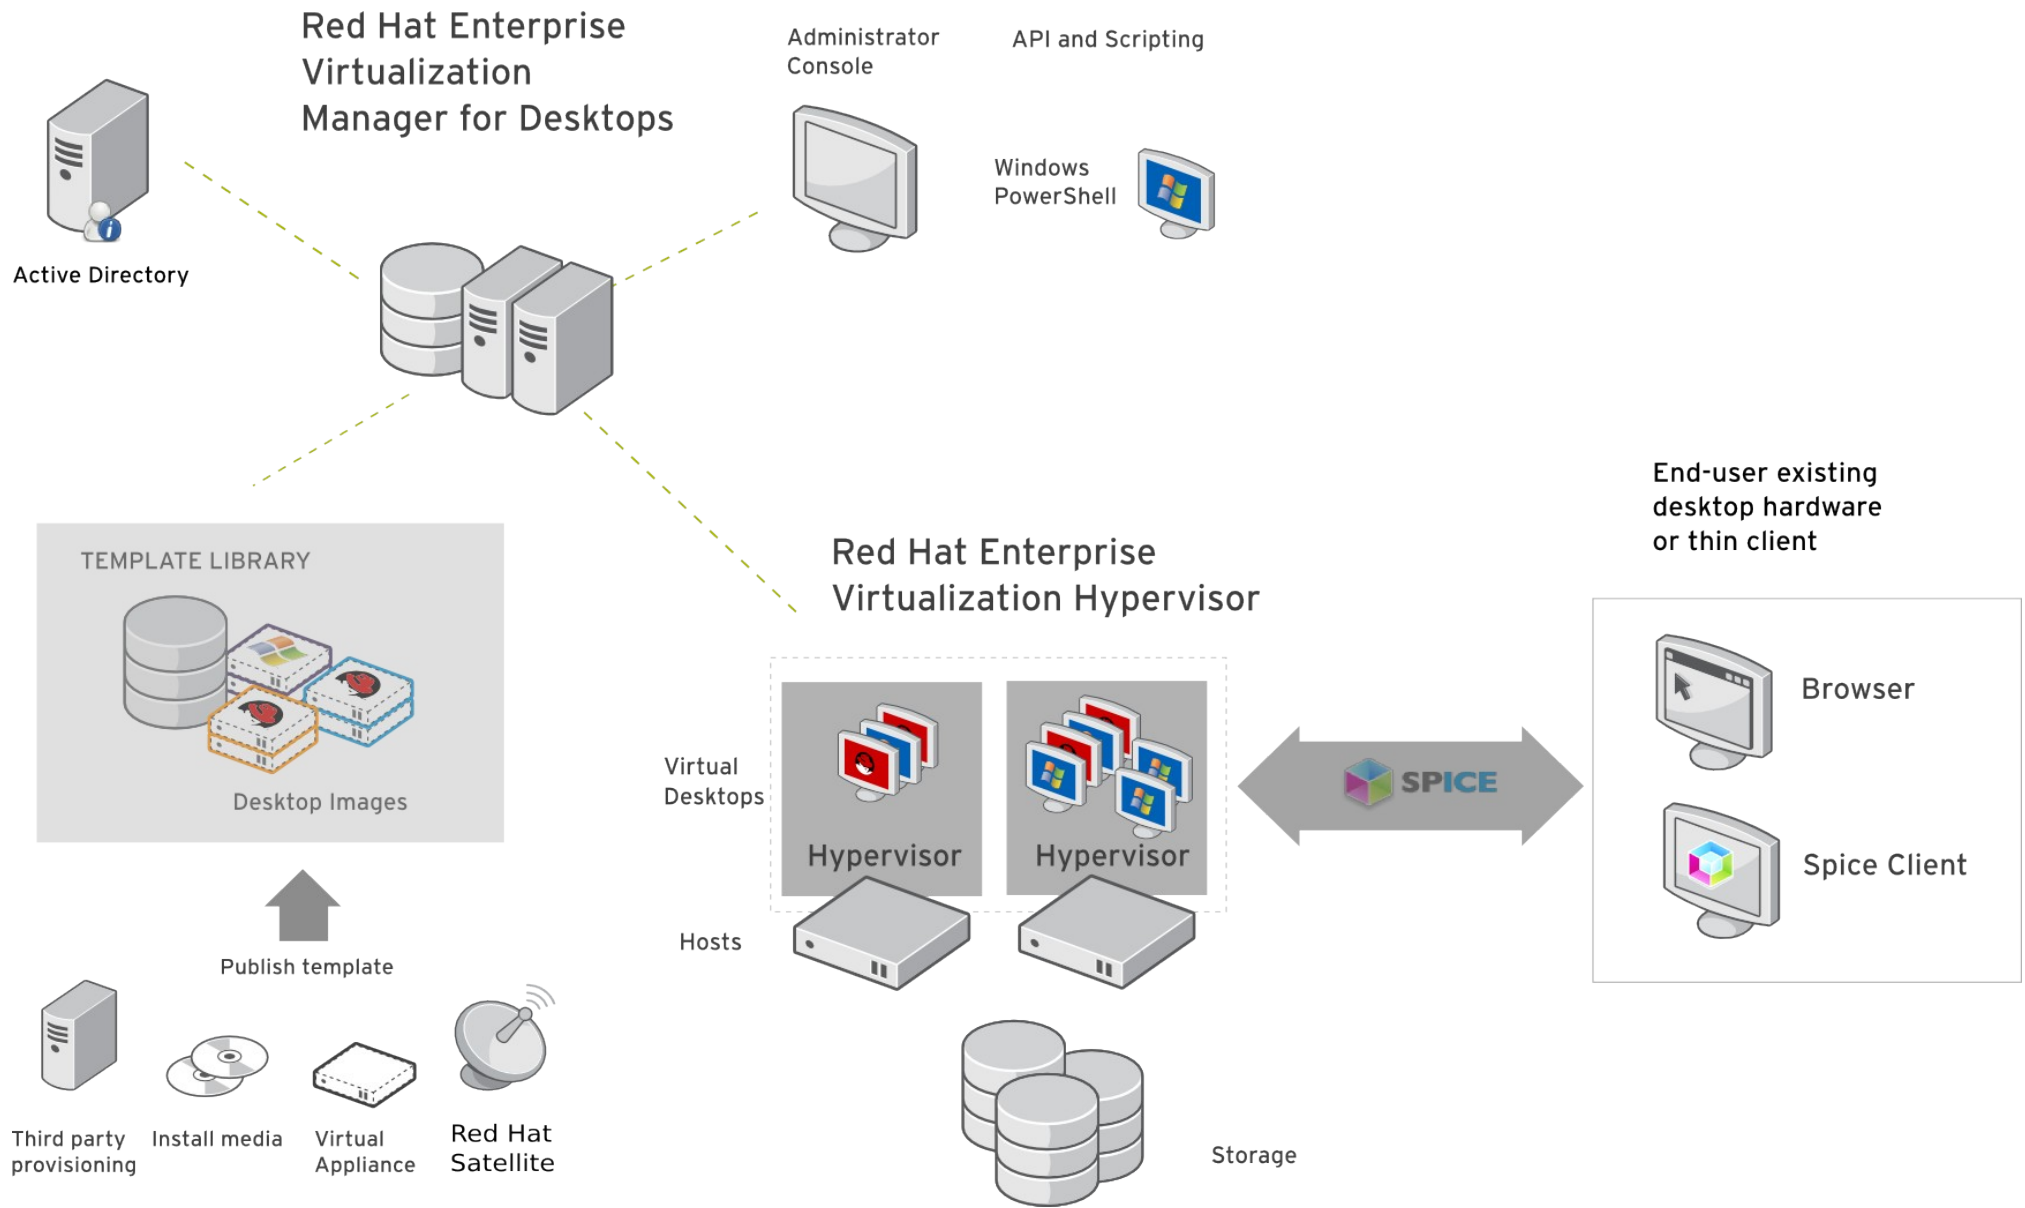 Red Hat Enterprise
Virtualization
Manager for Desktops
Administrator
Console
API and Scripting
Windows
PowerShell
Active Directory
TEMPLATE LIBRARY
Desktop Images
Publish template
Third party
provisioning
Install media
Virtual
Appliance
Red Hat
Satellite
Red Hat Enterprise
Virtualization Hypervisor
Virtual
Desktops
Hypervisor
Hypervisor
Hosts
Storage
SPICE
End-user existing
desktop hardware
or thin client
Browser
Spice Client